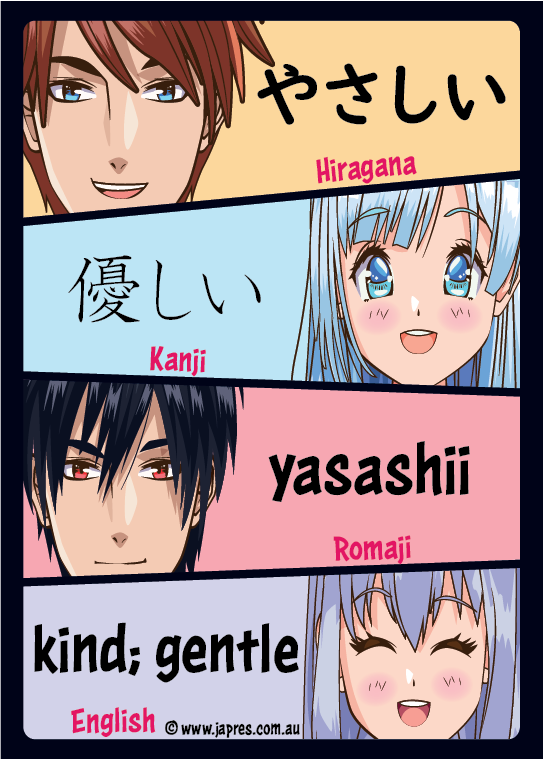 やさしい
Hiragana
優しい
Kanji
yasashii
Romaji
kind; gentle
English © www.japres.com.au